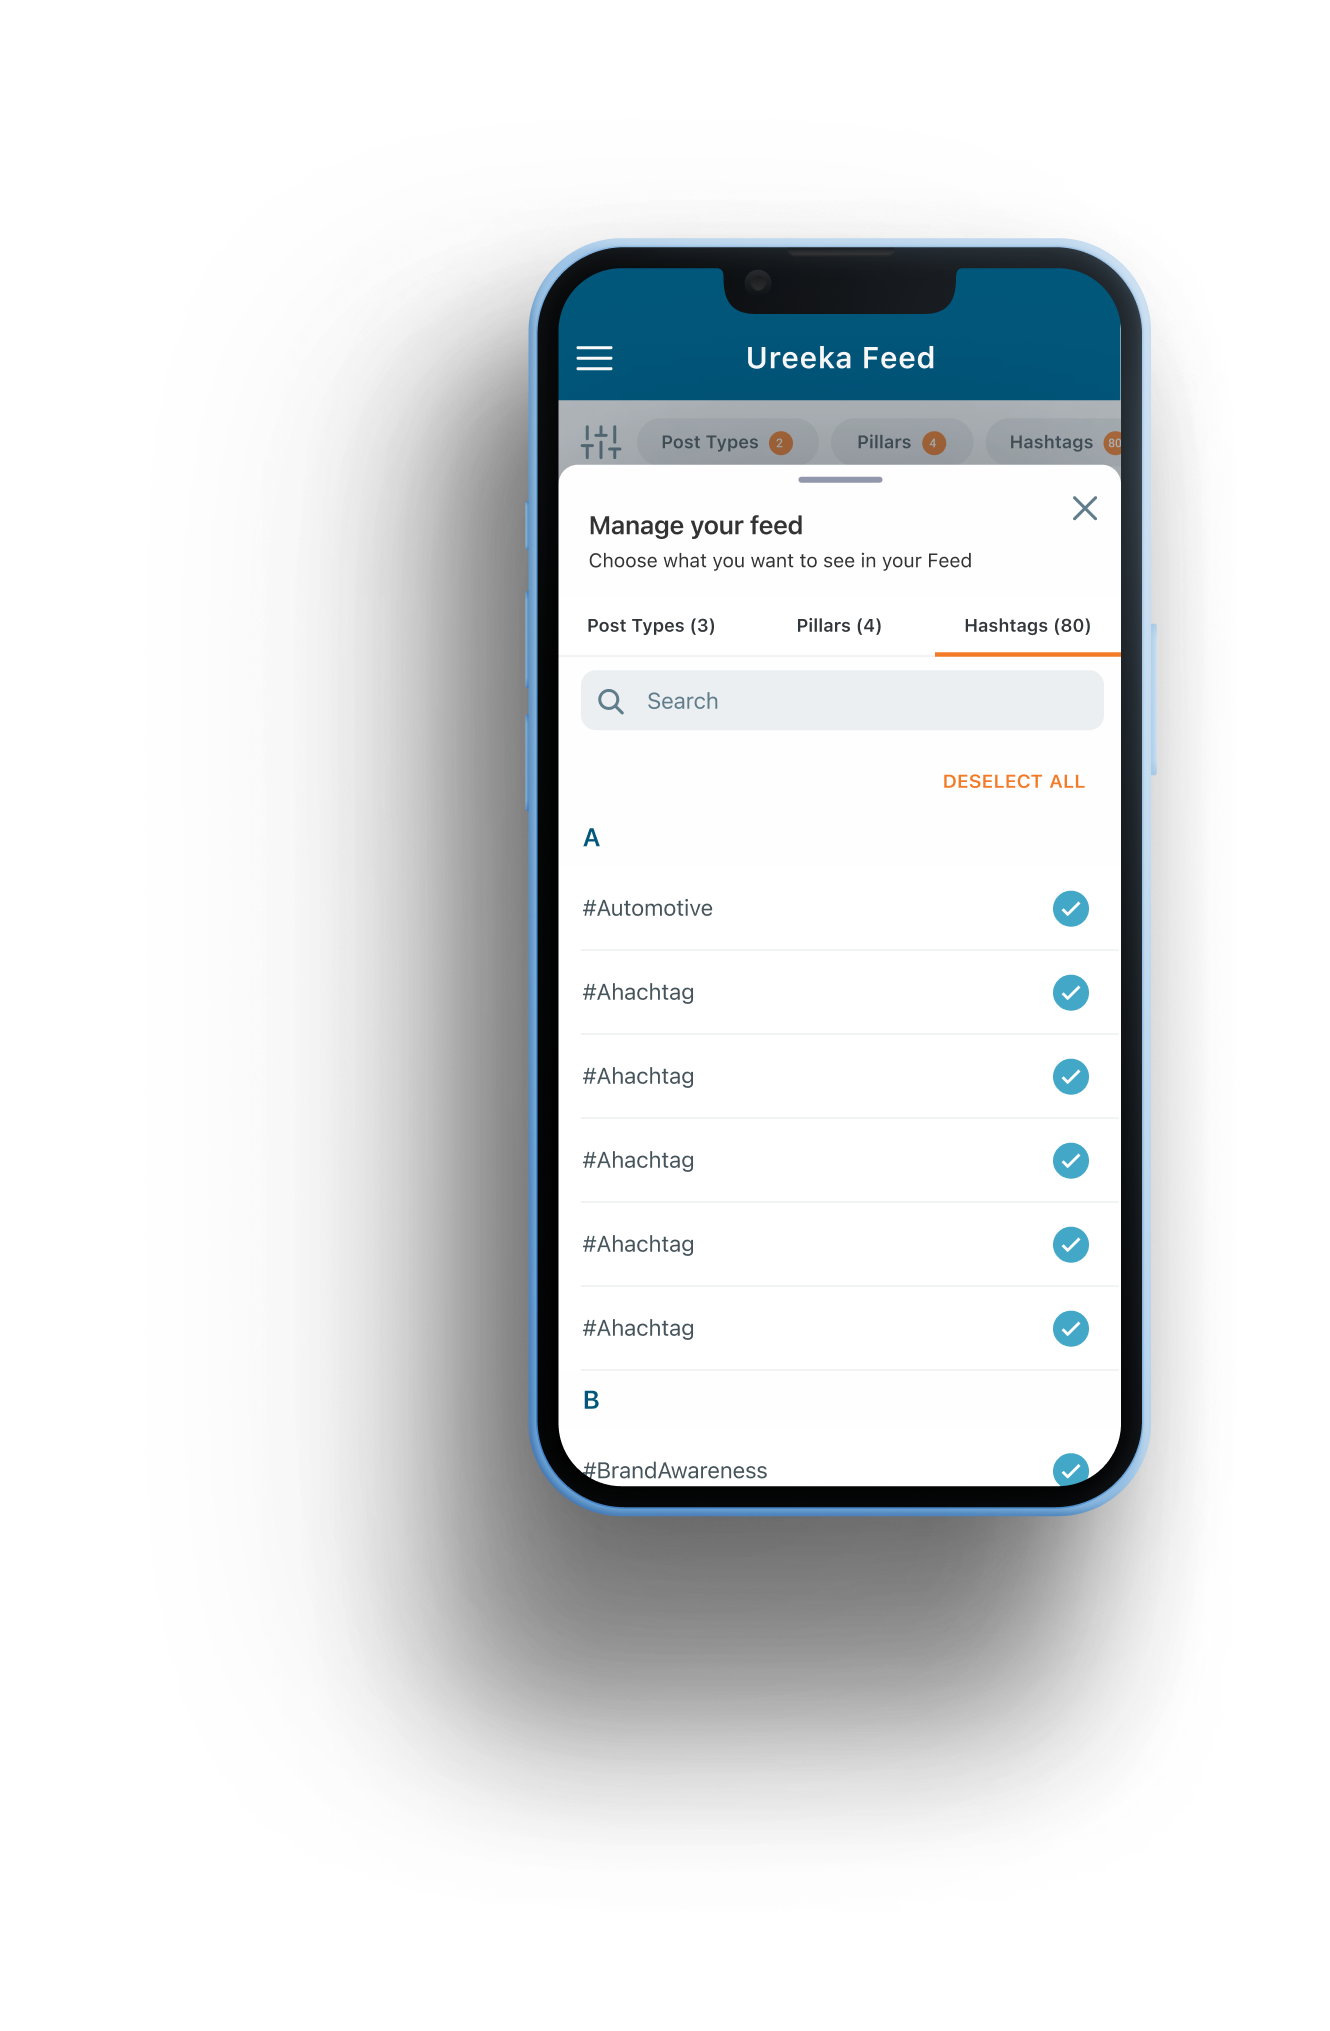 Ureeka Feed
Post Types 2 Pillars 4 Hashtags 80
Manage your feed
Choose what you want to see in your Feed
Post Types (3) Pillars (4) Hashtags (80)
Search
DESELECT ALL
A
#Automotive
#Ahachtag
#Ahachtag
#Ahachtag
#Ahachtag
#Ahachtag
B
#BrandAwareness